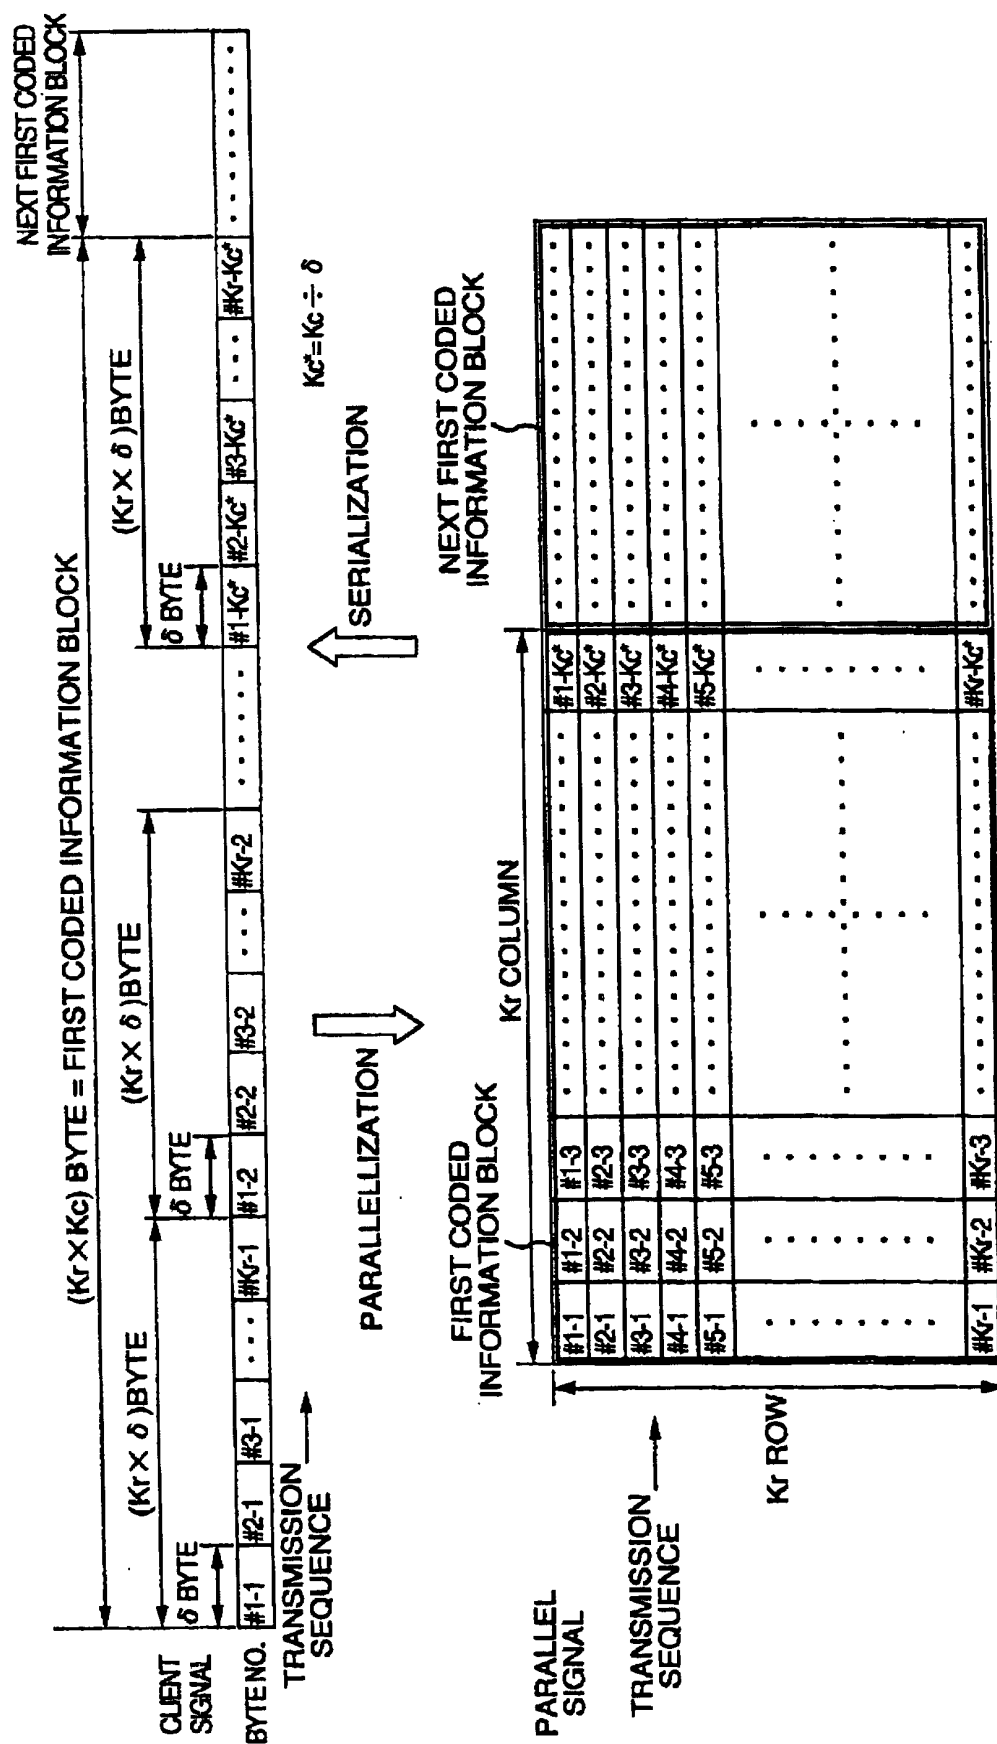 (Kr×Kc) BYTE = FIRST CODED INFORMATION BLOCK
NEXT FIRST CODED
INFORMATION BLOCK
(Kr×δ)BYTE
(Kr×δ)BYTE
(Kr×δ)BYTE
CLIENT
SIGNAL
δ BYTE
δ BYTE
δ BYTE
BYTE NO.
#1-1 #2-1 #3-1 ... #Kr-1 #1-2 #2-2 #3-2 ... #Kr-2 ..... #1-Kc* #2-Kc* #3-Kc* ... #Kr-Kc* ........
TRANSMISSION
SEQUENCE
Kc*=Kc÷δ
PARALLELLIZATION
SERIALIZATION
FIRST CODED
INFORMATION BLOCK
Kr COLUMN
NEXT FIRST CODED
INFORMATION BLOCK
PARALLEL
SIGNAL
TRANSMISSION
SEQUENCE
Kr ROW
#1-1 #1-2 #1-3 #1-Kc*
#2-1 #2-2 #2-3 #2-Kc*
#3-1 #3-2 #3-3 #3-Kc*
#4-1 #4-2 #4-3 #4-Kc*
#5-1 #5-2 #5-3 #5-Kc*
#Kr-1 #Kr-2 #Kr-3 #Kr-Kc*